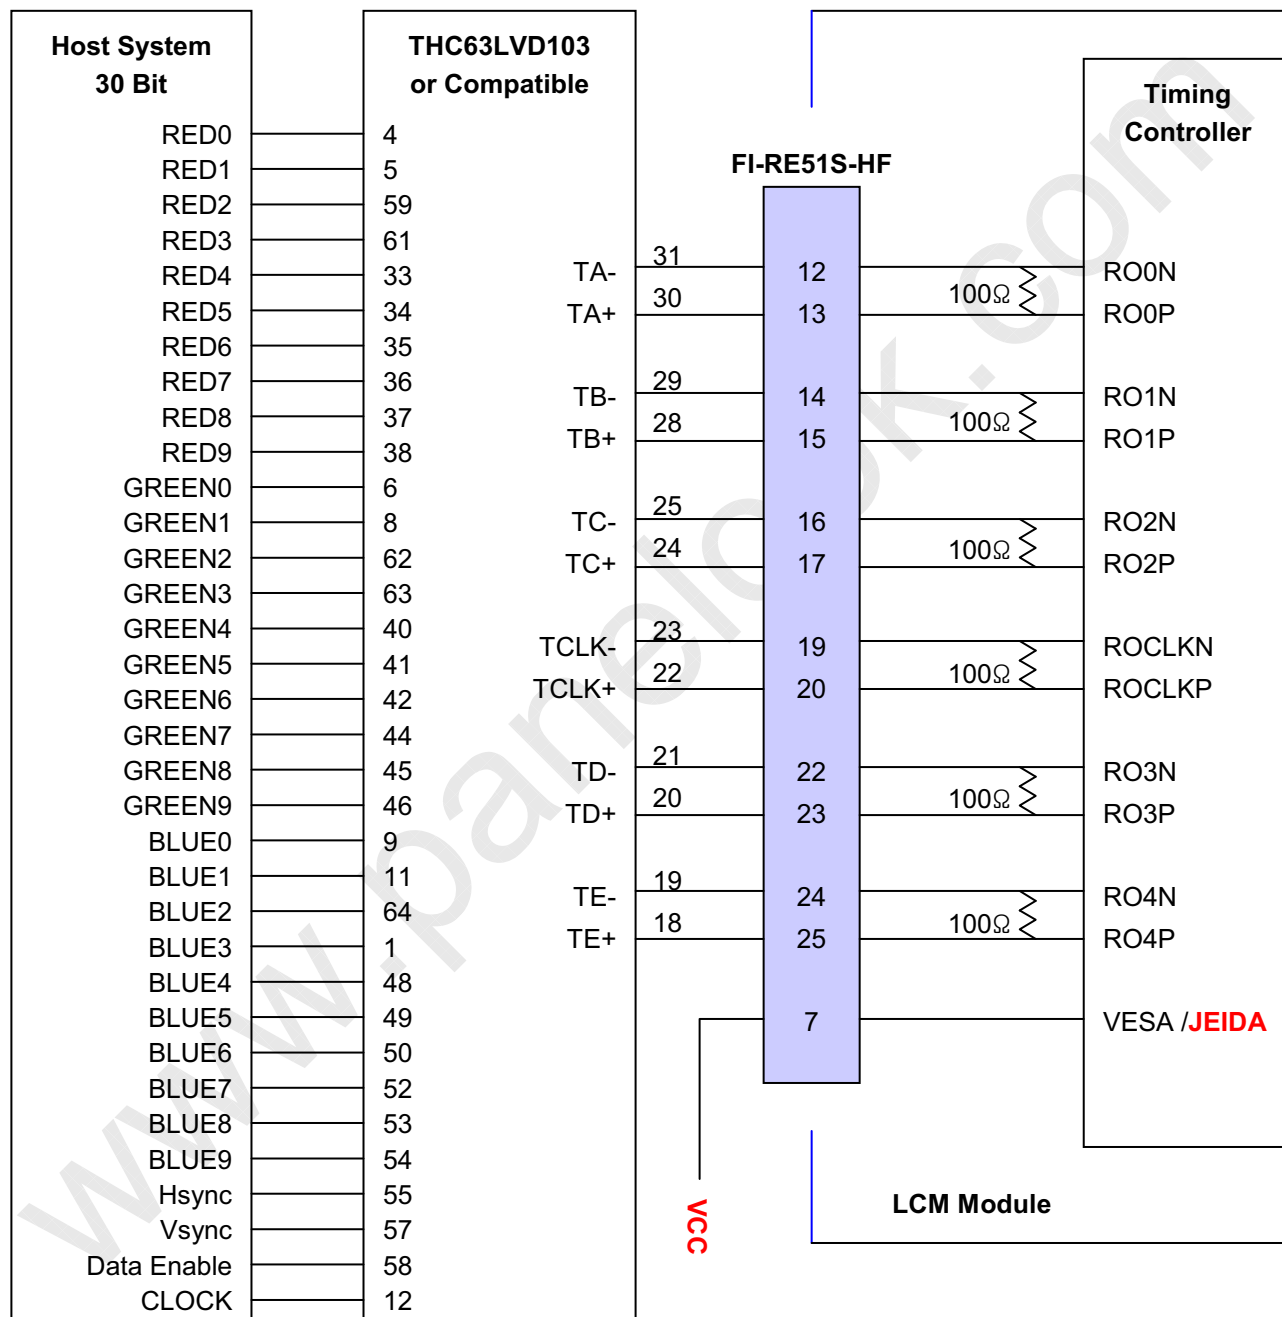 Host System
30 Bit
RED0 4
RED1 5
RED2 59
RED3 61
RED4 33
RED5 34
RED6 35
RED7 36
RED8 37
RED9 38
GREEN0 6
GREEN1 8
GREEN2 62
GREEN3 63
GREEN4 40
GREEN5 41
GREEN6 42
GREEN7 44
GREEN8 45
GREEN9 46
BLUE0 9
BLUE1 11
BLUE2 64
BLUE3 1
BLUE4 48
BLUE5 49
BLUE6 50
BLUE7 52
BLUE8 53
BLUE9 54
Hsync 55
Vsync 57
Data Enable 58
CLOCK 12
THC63LVD103
or Compatible
TA- 31
TA+ 30
TB- 29
TB+ 28
TC- 25
TC+ 24
TCLK- 23
TCLK+ 22
TD- 21
TD+ 20
TE- 19
TE+ 18
FI-RE51S-HF
12
13
14
15
16
17
19
20
22
23
24
25
7
VCC
100Ω
100Ω
100Ω
100Ω
100Ω
100Ω
Timing
Controller
RO0N
RO0P
RO1N
RO1P
RO2N
RO2P
ROCLKN
ROCLKP
RO3N
RO3P
RO4N
RO4P
VESA /JEIDA
LCM Module
www.panelook.com